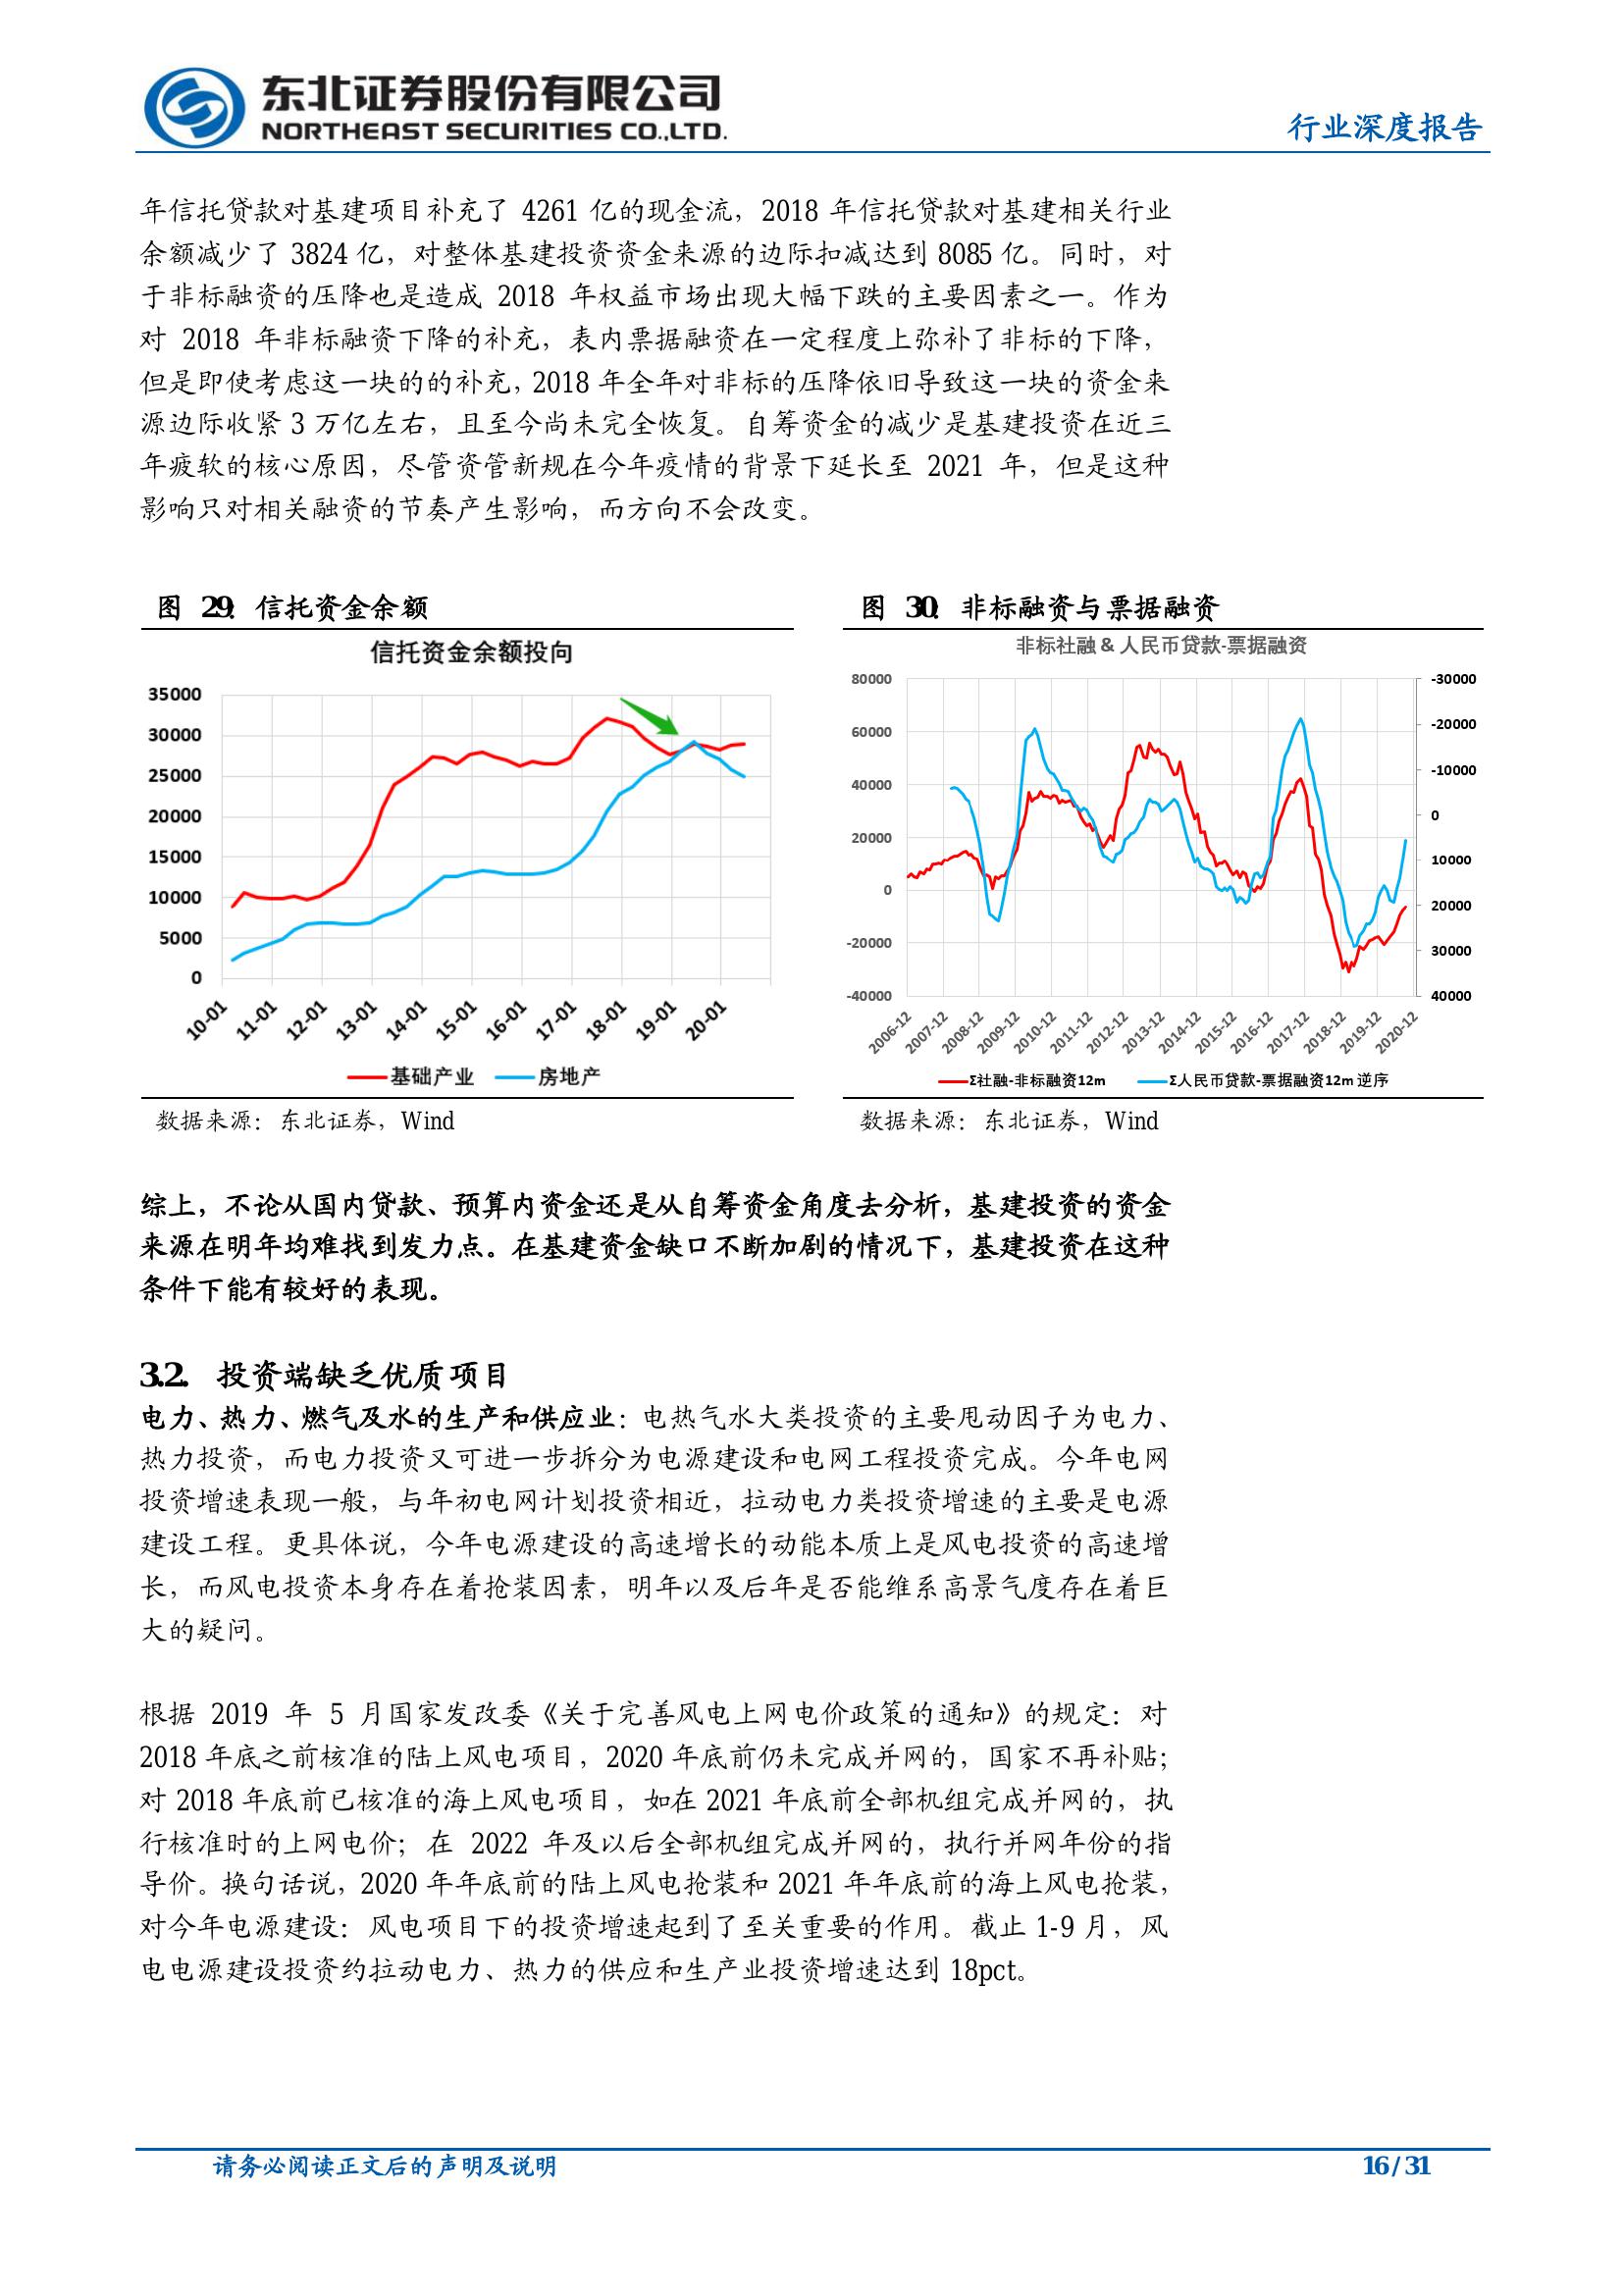 东北证券股份有限公司
NORTHEAST SECURITIES CO.,LTD.
行业深度报告
年信托贷款对基建项目补充了 4261 亿的现金流，2018 年信托贷款对基建相关行业
余额减少了 3824 亿，对整体基建投资资金来源的边际扣减达到 8085 亿。同时，对
于非标融资的压降也是造成 2018 年权益市场出现大幅下跌的主要因素之一。作为
对 2018 年非标融资下降的补充，表内票据融资在一定程度上弥补了非标的下降，
但是即使考虑这一块的的补充，2018 年全年对非标的压降依旧导致这一块的资金来
源边际收紧 3 万亿左右，且至今尚未完全恢复。自筹资金的减少是基建投资在近三
年疲软的核心原因，尽管资管新规在今年疫情的背景下延长至 2021 年，但是这种
影响只对相关融资的节奏产生影响，而方向不会改变。
图 29：信托资金余额
信托资金余额投向
35000
30000
25000
20000
15000
10000
5000
0
10-01 11-01 12-01 13-01 14-01 15-01 16-01 17-01 18-01 19-01 20-01
基础产业 房地产
数据来源：东北证券，Wind
图 30：非标融资与票据融资
非标社融 & 人民币贷款-票据融资
80000
60000
40000
20000
0
-20000
-40000
-30000
-20000
-10000
0
10000
20000
30000
40000
2006-12 2007-12 2008-12 2009-12 2010-12 2011-12 2012-12 2013-12 2014-12 2015-12 2016-12 2017-12 2018-12 2019-12 2020-12
Σ社融-非标融资12m Σ人民币贷款-票据融资12m 逆序
数据来源：东北证券，Wind
综上，不论从国内贷款、预算内资金还是从自筹资金角度去分析，基建投资的资金
来源在明年均难找到发力点。在基建资金缺口不断加剧的情况下，基建投资在这种
条件下能有较好的表现。
3.2. 投资端缺乏优质项目
电力、热力、燃气及水的生产和供应业：电热气水大类投资的主要甩动因子为电力、
热力投资，而电力投资又可进一步拆分为电源建设和电网工程投资完成。今年电网
投资增速表现一般，与年初电网计划投资相近，拉动电力类投资增速的主要是电源
建设工程。更具体说，今年电源建设的高速增长的动能本质上是风电投资的高速增
长，而风电投资本身存在着抢装因素，明年以及后年是否能维系高景气度存在着巨
大的疑问。
根据 2019 年 5 月国家发改委《关于完善风电上网电价政策的通知》的规定：对
2018 年底之前核准的陆上风电项目，2020 年底前仍未完成并网的，国家不再补贴；
对 2018 年底前已核准的海上风电项目，如在 2021 年底前全部机组完成并网的，执
行核准时的上网电价；在 2022 年及以后全部机组完成并网的，执行并网年份的指
导价。换句话说，2020 年年底前的陆上风电抢装和 2021 年年底前的海上风电抢装，
对今年电源建设：风电项目下的投资增速起到了至关重要的作用。截止 1-9 月，风
电电源建设投资约拉动电力、热力的供应和生产业投资增速达到 18pct。
请务必阅读正文后的声明及说明
16 / 31